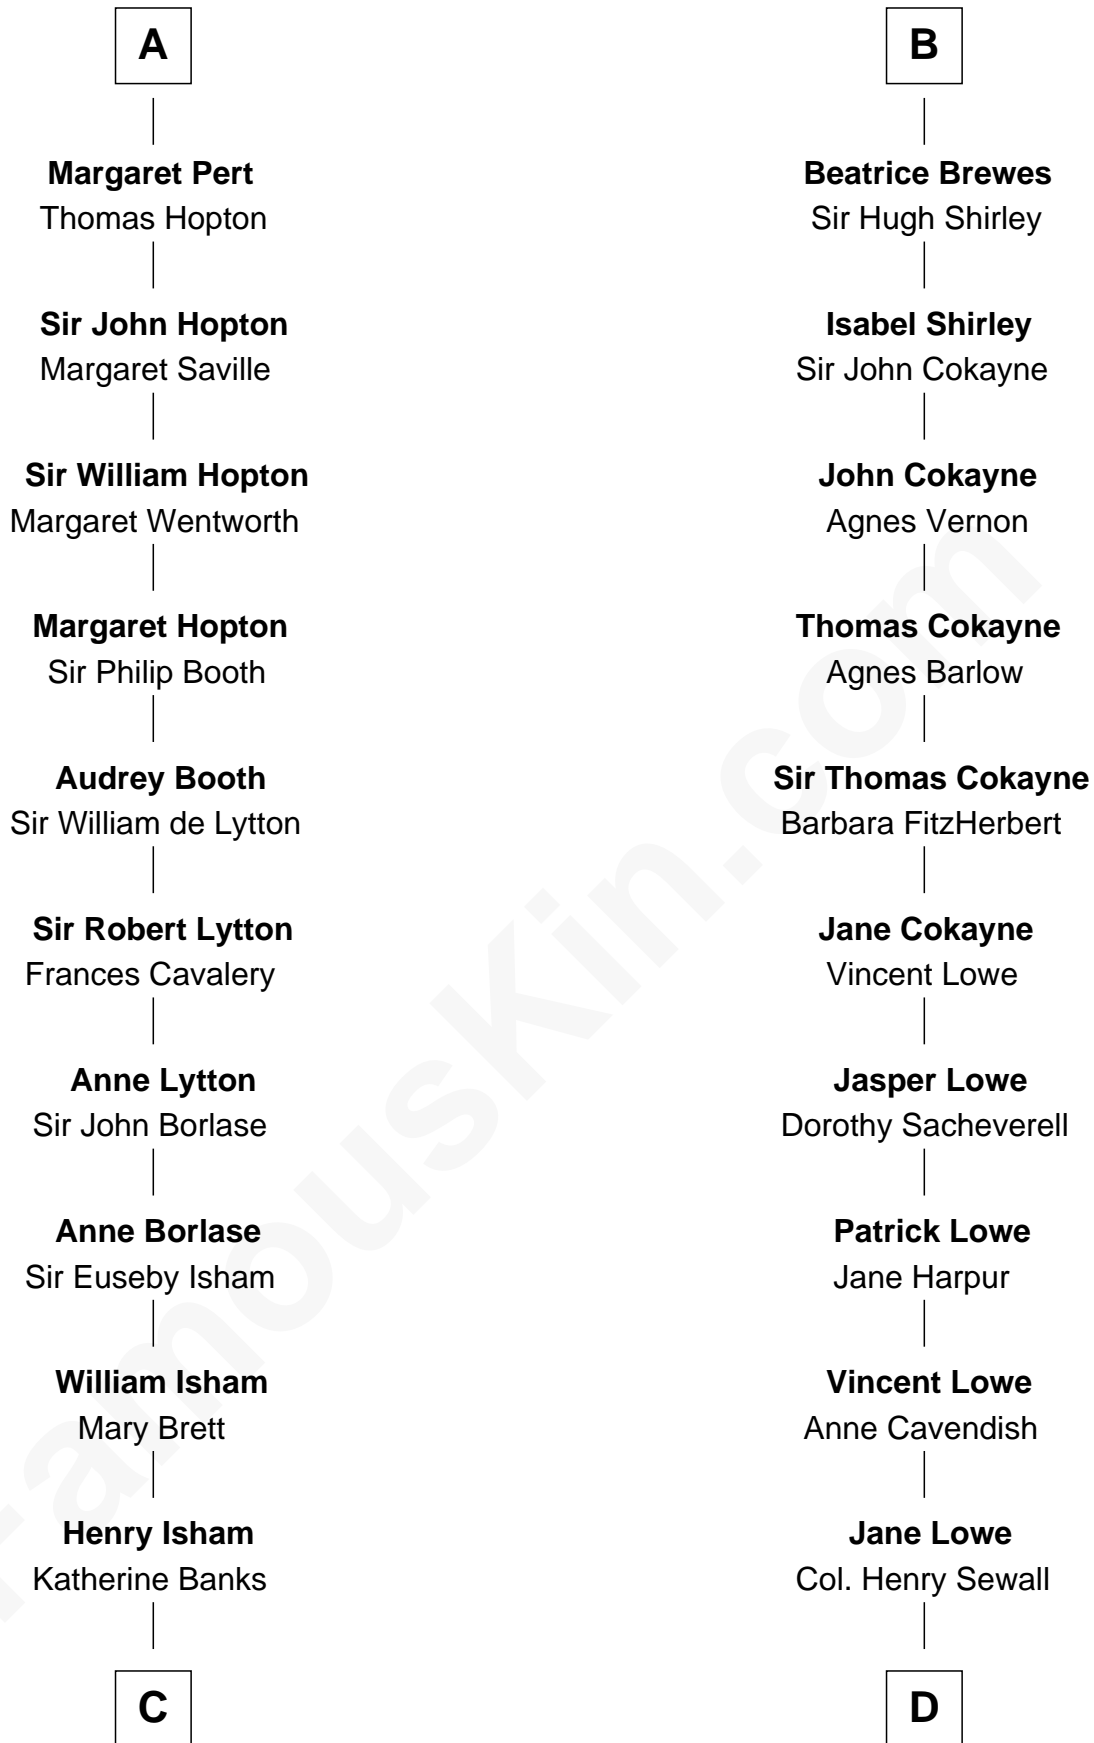 A
Margaret Pert
Thomas Hopton
Sir John Hopton
Margaret Saville
Sir William Hopton
Margaret Wentworth
Margaret Hopton
Sir Philip Booth
Audrey Booth
Sir William de Lytton
Sir Robert Lytton
Frances Cavalery
Anne Lytton
Sir John Borlase
Anne Borlase
Sir Euseby Isham
William Isham
Mary Brett
Henry Isham
Katherine Banks
C
B
Beatrice Brewes
Sir Hugh Shirley
Isabel Shirley
Sir John Cokayne
John Cokayne
Agnes Vernon
Thomas Cokayne
Agnes Barlow
Sir Thomas Cokayne
Barbara FitzHerbert
Jane Cokayne
Vincent Lowe
Jasper Lowe
Dorothy Sacheverell
Patrick Lowe
Jane Harpur
Vincent Lowe
Anne Cavendish
Jane Lowe
Col. Henry Sewall
D
FamousKin.com